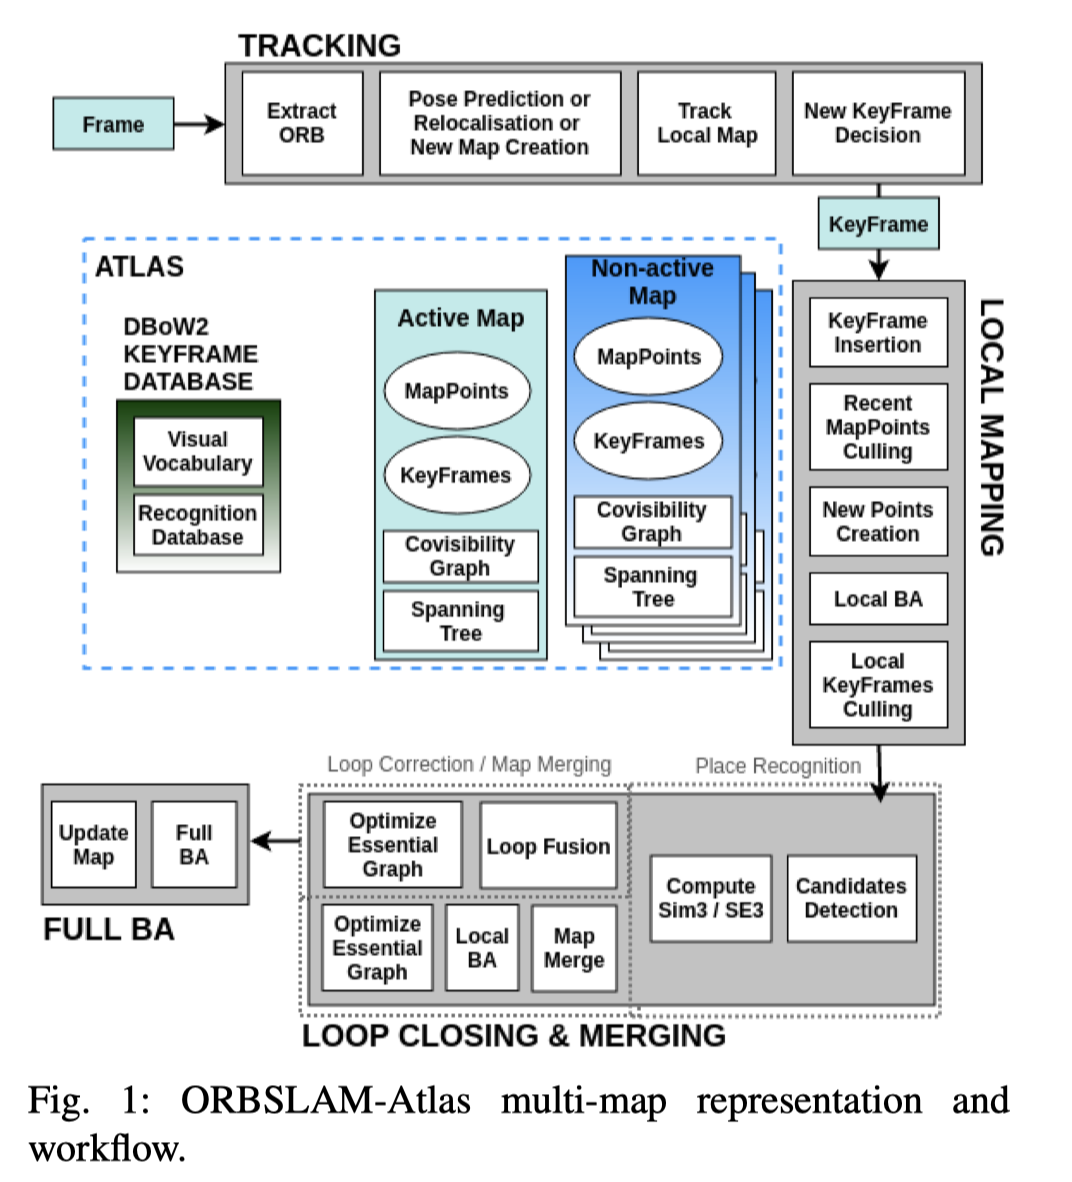 TRACKING
Frame
Extract
ORB
Pose Prediction or
Relocalisation or
New Map Creation
Track
Local Map
New KeyFrame
Decision
KeyFrame
ATLAS
DBoW2
KEYFRAME
DATABASE
Visual
Vocabulary
Recognition
Database
Active Map
MapPoints
KeyFrames
Covisibility
Graph
Spanning
Tree
Non-active
Map
MapPoints
KeyFrames
Covisibility
Graph
Spanning
Tree
LOCAL MAPPING
KeyFrame
Insertion
Recent
MapPoints
Culling
New Points
Creation
Local BA
Local
KeyFrames
Culling
Loop Correction / Map Merging
Place Recognition
Update
Map
Full
BA
FULL BA
Optimize
Essential
Graph
Loop Fusion
Optimize
Essential
Graph
Local
BA
Map
Merge
Compute
Sim3 / SE3
Candidates
Detection
LOOP CLOSING & MERGING
Fig. 1: ORBSLAM-Atlas multi-map representation and
workflow.